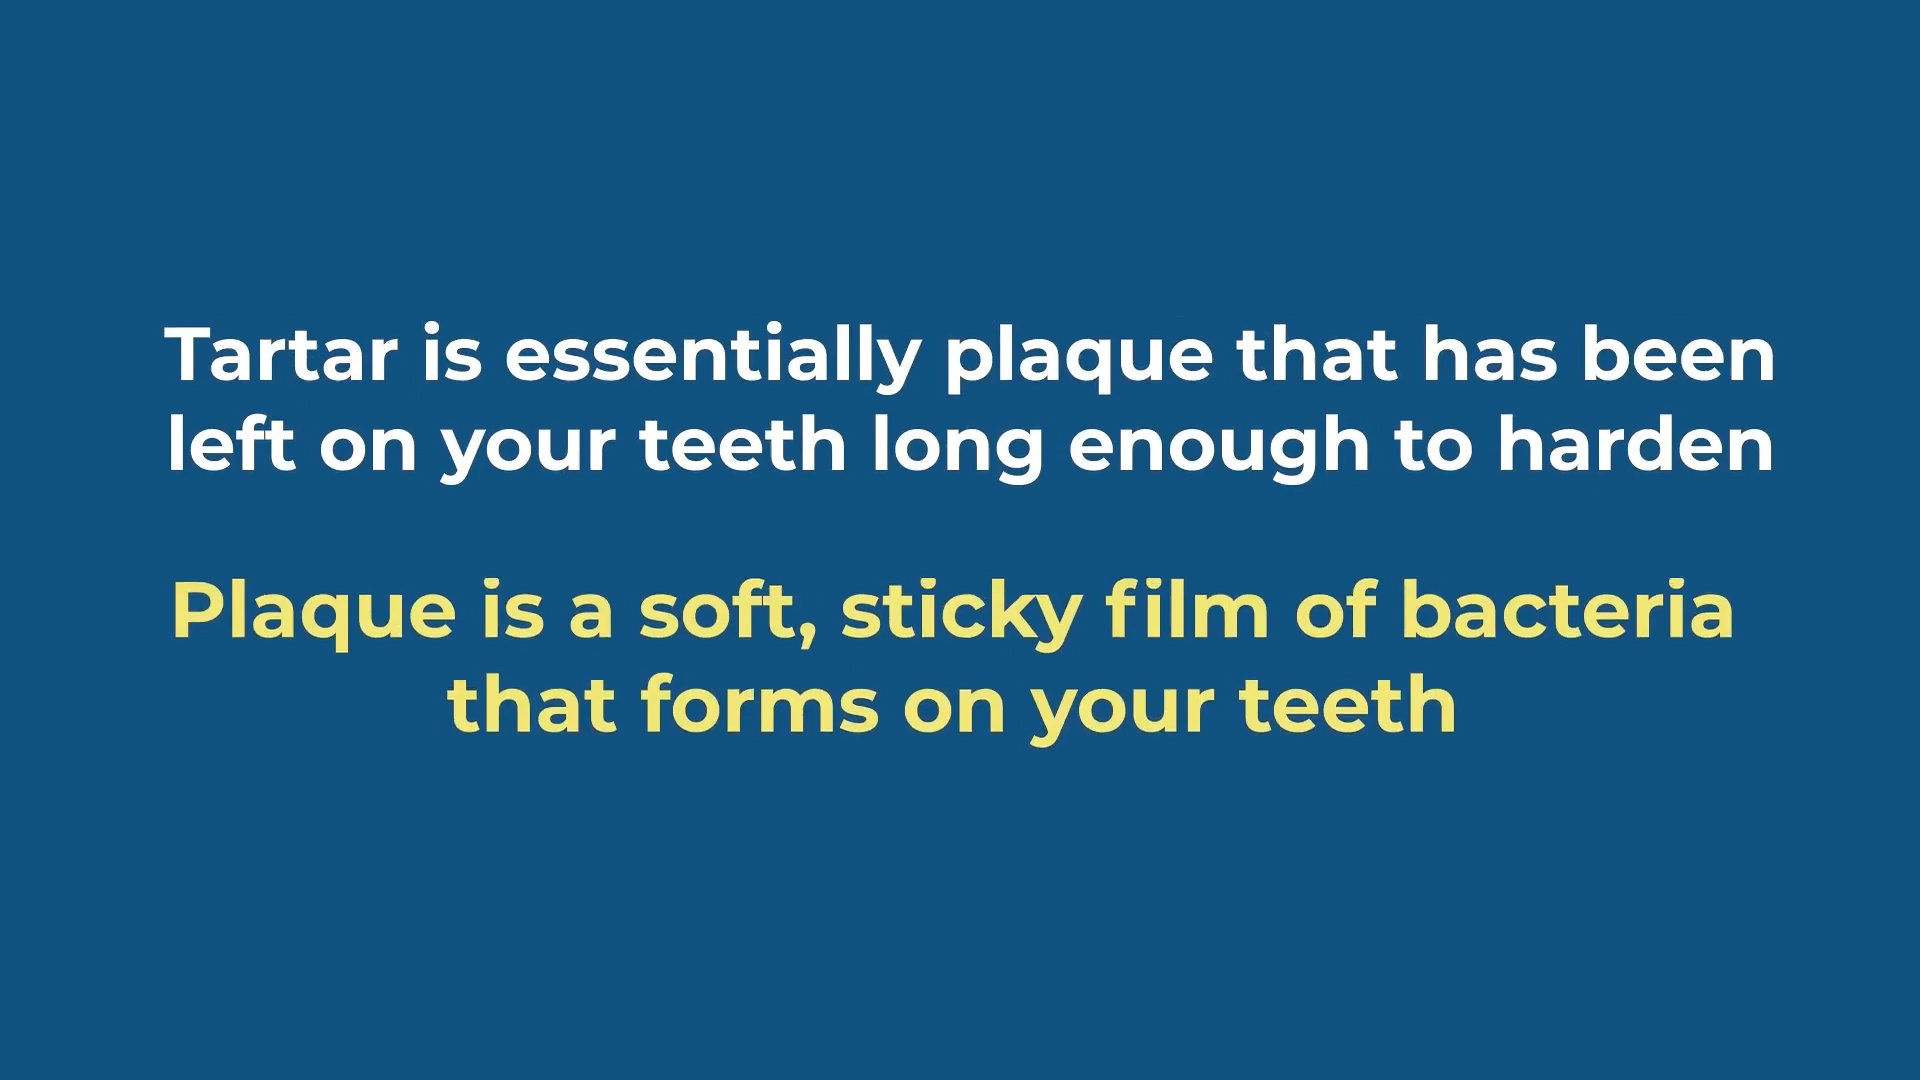 Tartar is essentially plaque that has been
left on your teeth long enough to harden
Plaque is a soft, sticky film of bacteria
that forms on your teeth